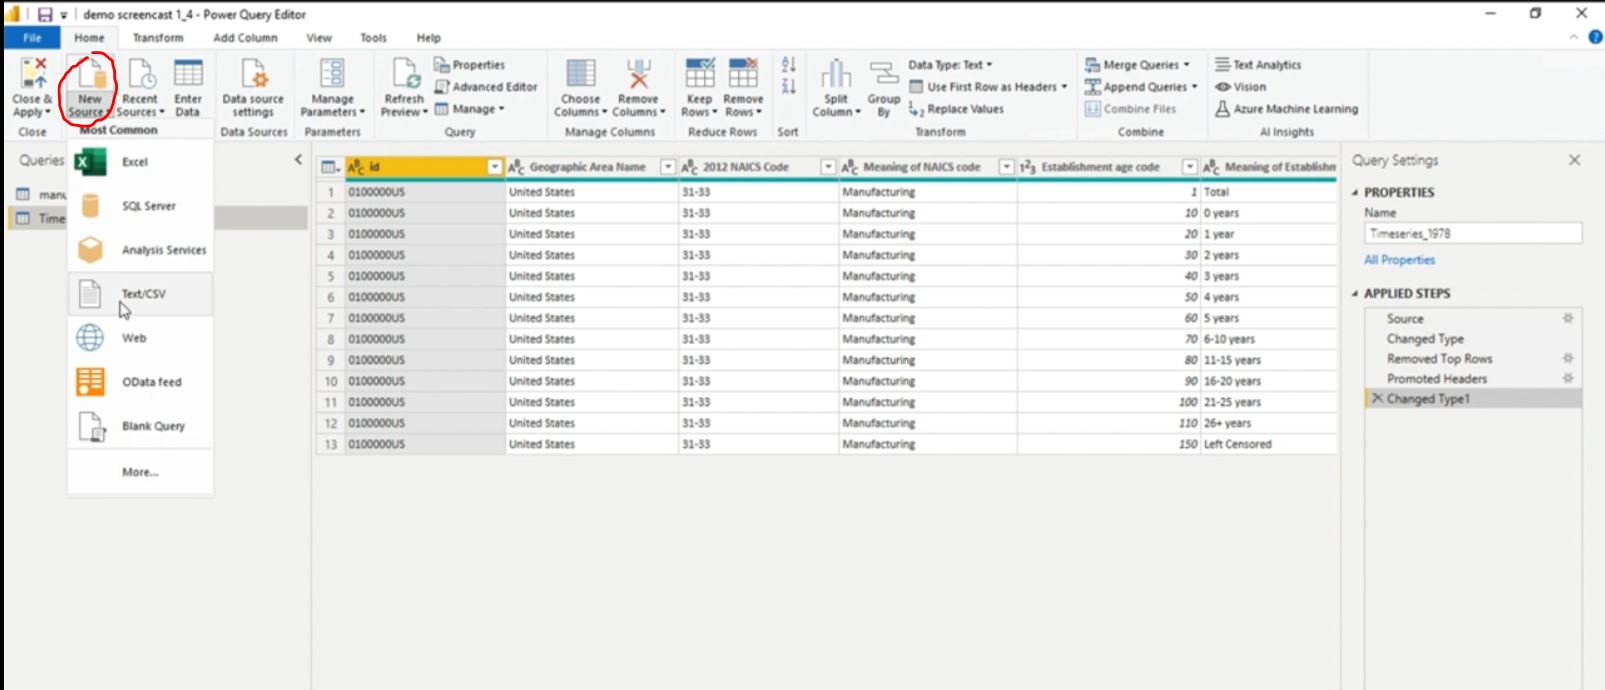 demo screencast 1_4 - Power Query Editor
File Home Transform Add Column View Tools Help
Close & Apply
New Source
Recent Sources
Enter Data
Data source settings
Manage Parameters
Refresh Preview
Properties
Advanced Editor
Manage
Choose Columns
Remove Columns
Keep Rows
Remove Rows
Split Column
Group By
Data Type: Text
Use First Row as Headers
Replace Values
Merge Queries
Append Queries
Combine Files
Text Analytics
Vision
Azure Machine Learning
Close Data Sources Parameters Query Manage Columns Reduce Rows Sort Transform Combine AI Insights
Most Common
Excel
SQL Server
Analysis Services
Text/CSV
Web
OData feed
Blank Query
More...
Queries
manu
Time
id Geographic Area Name 2012 NAICS Code Meaning of NAICS code Establishment age code Meaning of Establishm
1 0100000US United States 31-33 Manufacturing 1 Total
2 0100000US United States 31-33 Manufacturing 10 0 years
3 0100000US United States 31-33 Manufacturing 20 1 year
4 0100000US United States 31-33 Manufacturing 30 2 years
5 0100000US United States 31-33 Manufacturing 40 3 years
6 0100000US United States 31-33 Manufacturing 50 4 years
7 0100000US United States 31-33 Manufacturing 60 5 years
8 0100000US United States 31-33 Manufacturing 70 6-10 years
9 0100000US United States 31-33 Manufacturing 80 11-15 years
10 0100000US United States 31-33 Manufacturing 90 16-20 years
11 0100000US United States 31-33 Manufacturing 100 21-25 years
12 0100000US United States 31-33 Manufacturing 110 26+ years
13 0100000US United States 31-33 Manufacturing 150 Left Censored
Query Settings
PROPERTIES
Name
Timeseries_1978
All Properties
APPLIED STEPS
Source
Changed Type
Removed Top Rows
Promoted Headers
Changed Type1